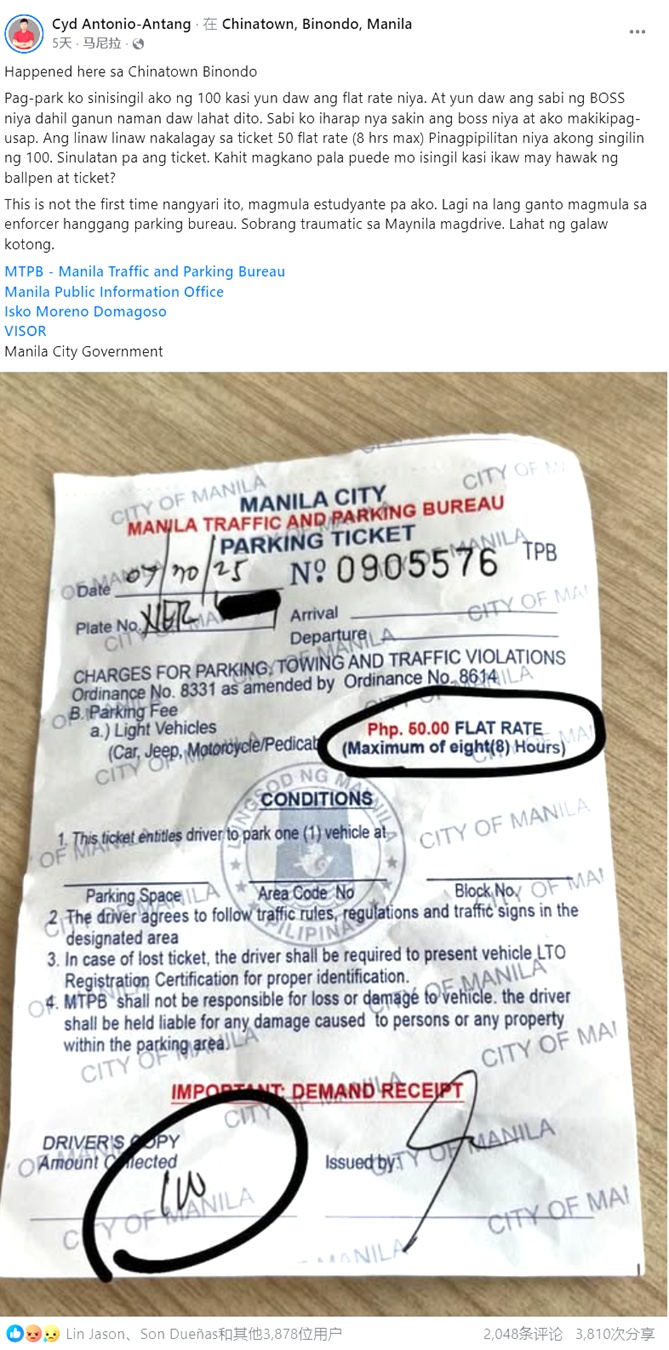 Cyd Antonio-Antang · 在 Chinatown, Binondo, Manila
5天 · 马尼拉 ·
Happened here sa Chinatown Binondo
Pag-park ko sinisingil ako ng 100 kasi yun daw ang flat rate niya. At yun daw ang sabi ng BOSS
niya dahil ganun naman daw lahat dito. Sabi ko iharap nya sakin ang boss niya at ako makikipag-
usap. Ang linaw linaw nakalagay sa ticket 50 flat rate (8 hrs max) Pinagpipilitan niya akong singilin
ng 100. Sinulatan pa ang ticket. Kahit magkano pala puede mo isingil kasi ikaw may hawak ng
ballpen at ticket?
This is not the first time nangyari ito, magmula estudyante pa ako. Lagi na lang ganto magmula sa
enforcer hanggang parking bureau. Sobrang traumatic sa Maynila magdrive. Lahat ng galaw
kotong.
MTPB - Manila Traffic and Parking Bureau
Manila Public Information Office
Isko Moreno Domagoso
VISOR
Manila City Government
MANILA CITY
MANILA TRAFFIC AND PARKING BUREAU
PARKING TICKET
Date 07/20/25 Nº 0905576 TPB
Plate No. Arrival
Departure
CHARGES FOR PARKING, TOWING AND TRAFFIC VIOLATIONS
Ordinance No. 8331 as amended by Ordinance No. 8614
B. Parking Fee
a.) Light Vehicles Php. 50.00 FLAT RATE
(Car, Jeep, Motorcycle/Pedicab (Maximum of eight(8) Hours)
CONDITIONS
1. This ticket entitles driver to park one (1) vehicle at
Parking Space Area Code No Block No.
2. The driver agrees to follow traffic rules, regulations and traffic signs in the
designated area
3. In case of lost ticket, the driver shall be required to present vehicle LTO
Registration Certification for proper identification.
4. MTPB shall not be responsible for loss or damage to vehicle. the driver
shall be held liable for any damage caused to persons or any property
within the parking area.
IMPORTANT: DEMAND RECEIPT
DRIVER'S COPY
Amount Collected 100 Issued by:
CITY OF MANILA
Lin Jason、Son Dueñas和其他3,878位用户 2,048条评论 3,810次分享